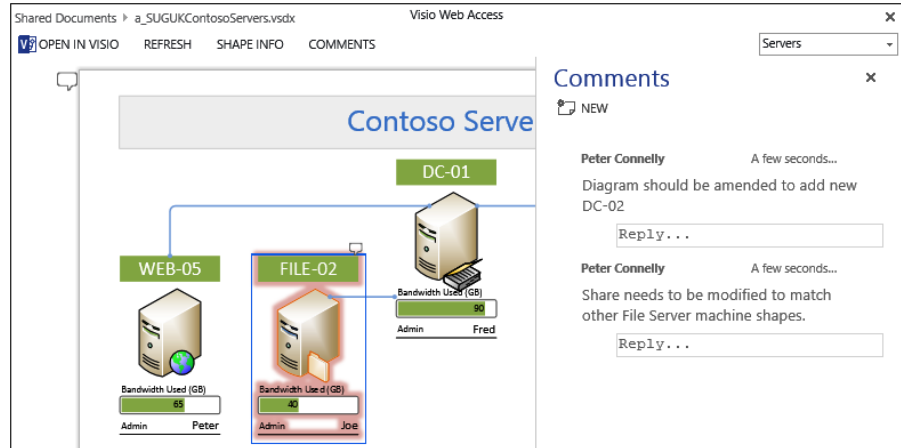 Visio Web Access
Shared Documents ▸ a_SUGUKContosoServers.vsdx
OPEN IN VISIO REFRESH SHAPE INFO COMMENTS
Servers
Contoso Serve
DC-01
Bandwidth Used (GB)
90
Admin Fred
WEB-05
Bandwidth Used (GB)
65
Admin Peter
FILE-02
Bandwidth Used (GB)
40
Admin Joe
Comments
NEW
Peter Connelly A few seconds...
Diagram should be amended to add new
DC-02
Reply...
Peter Connelly A few seconds...
Share needs to be modified to match
other File Server machine shapes.
Reply...